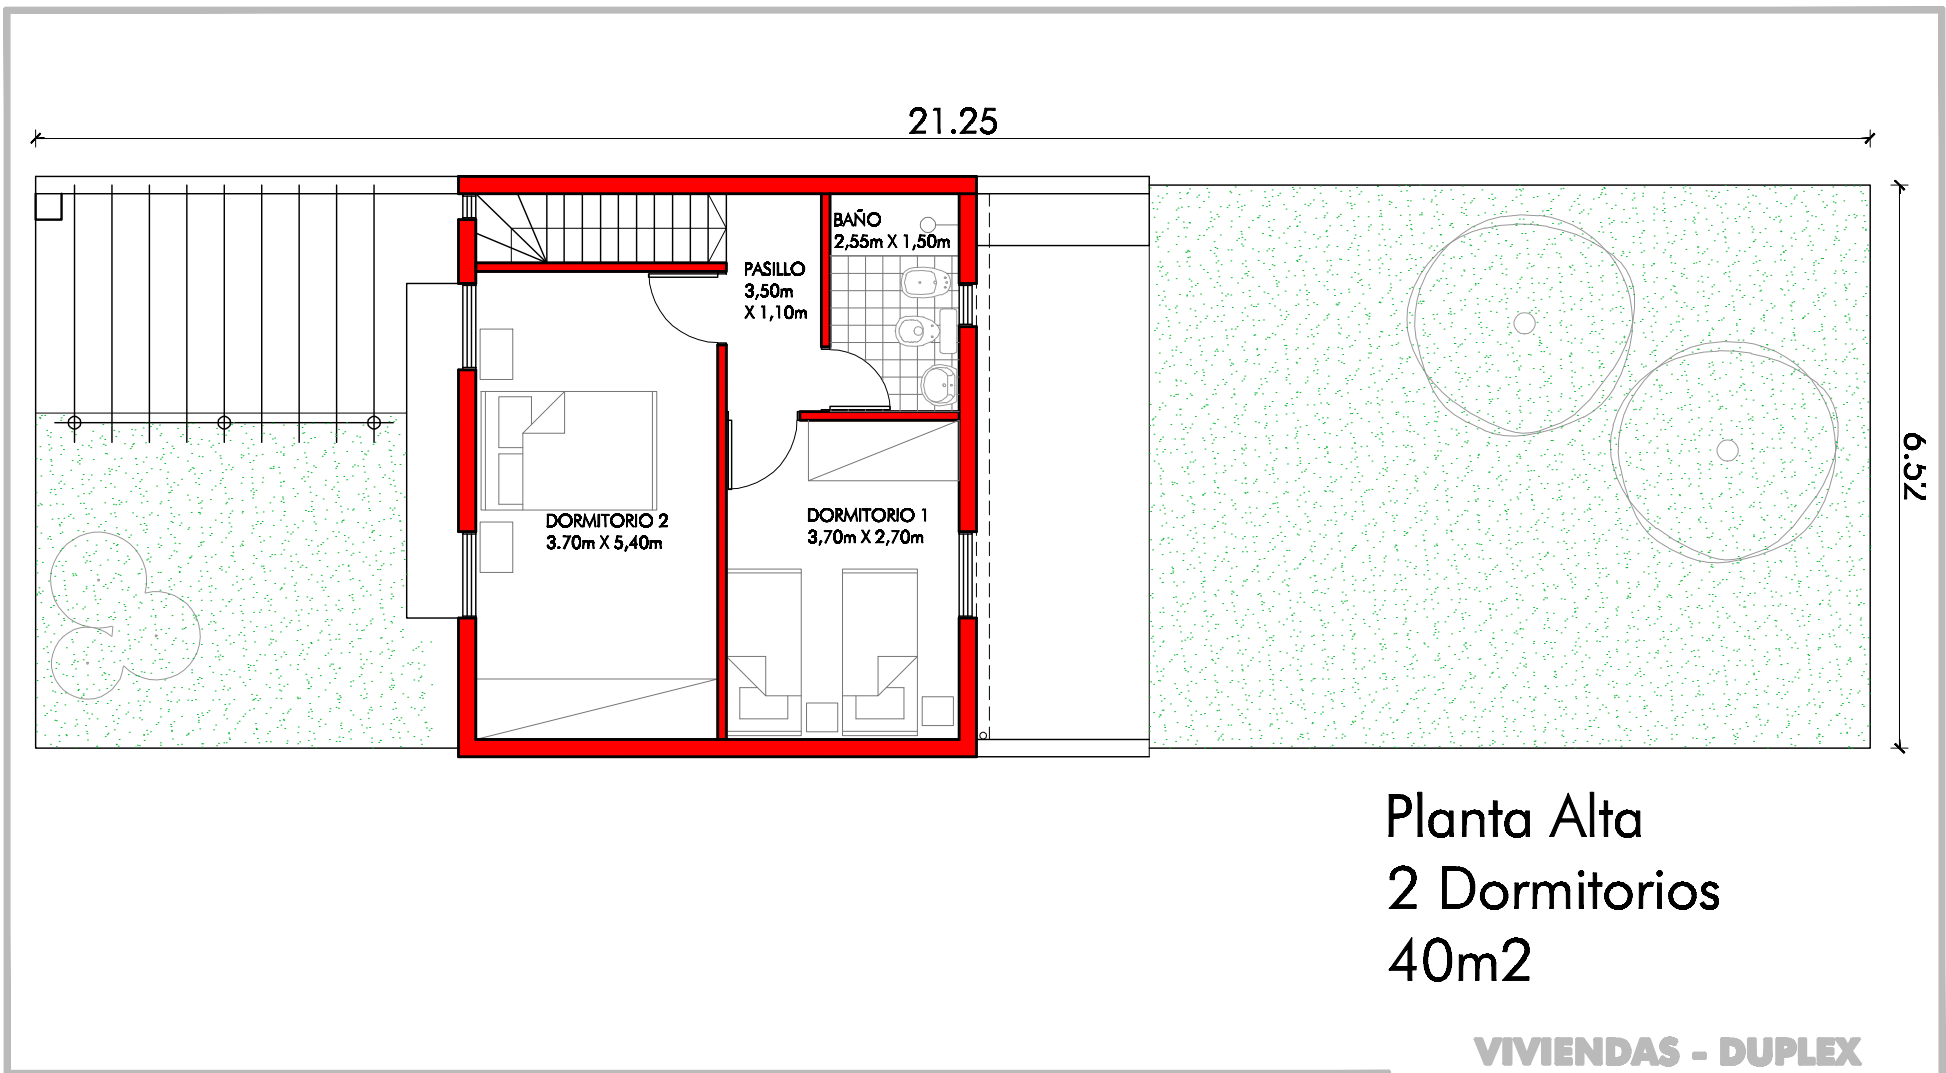 21.25
BAÑO
2,55m X 1,50m
PASILLO
3,50m
X 1,10m
6.52
DORMITORIO 2
3.70m X 5,40m
DORMITORIO 1
3,70m X 2,70m
Planta Alta
2 Dormitorios
40m2
VIVIENDAS - DUPLEX